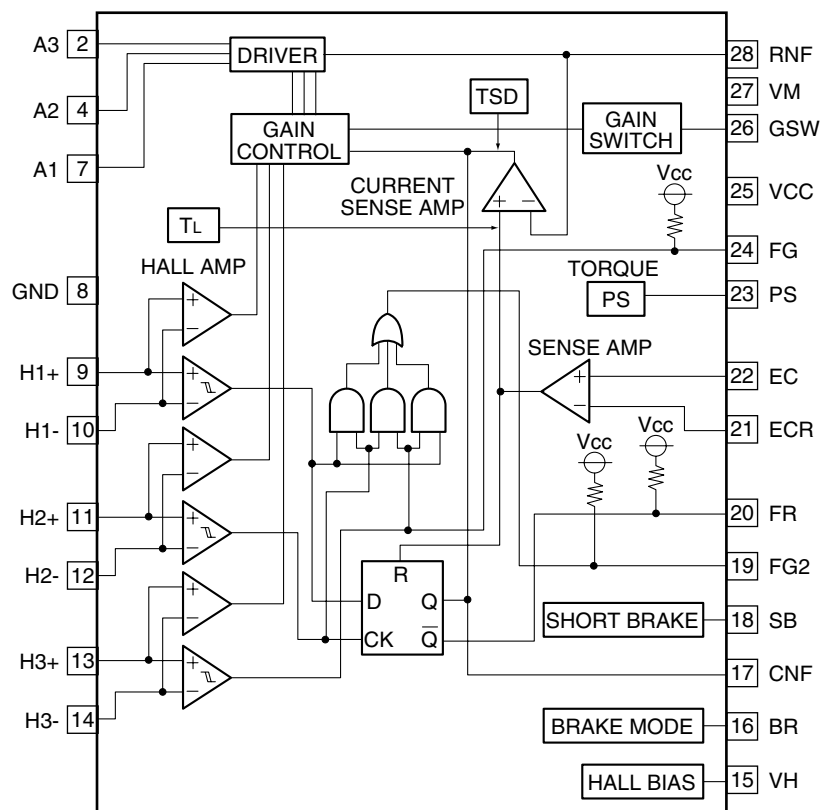 A3 2
DRIVER
28 RNF
27 VM
TSD
A2 4
GAIN CONTROL
GAIN SWITCH
26 GSW
A1 7
CURRENT SENSE AMP
+ −
Vcc
25 VCC
TL
24 FG
HALL AMP
TORQUE
GND 8
PS
23 PS
+
−
SENSE AMP
H1+ 9
+
−
+
−
22 EC
H1- 10
21 ECR
Vcc
Vcc
+
−
H2+ 11
+
−
20 FR
H2- 12
R
19 FG2
+
−
D Q
SHORT BRAKE
18 SB
CK Q̅
H3+ 13
+
−
17 CNF
H3- 14
BRAKE MODE
16 BR
HALL BIAS
15 VH